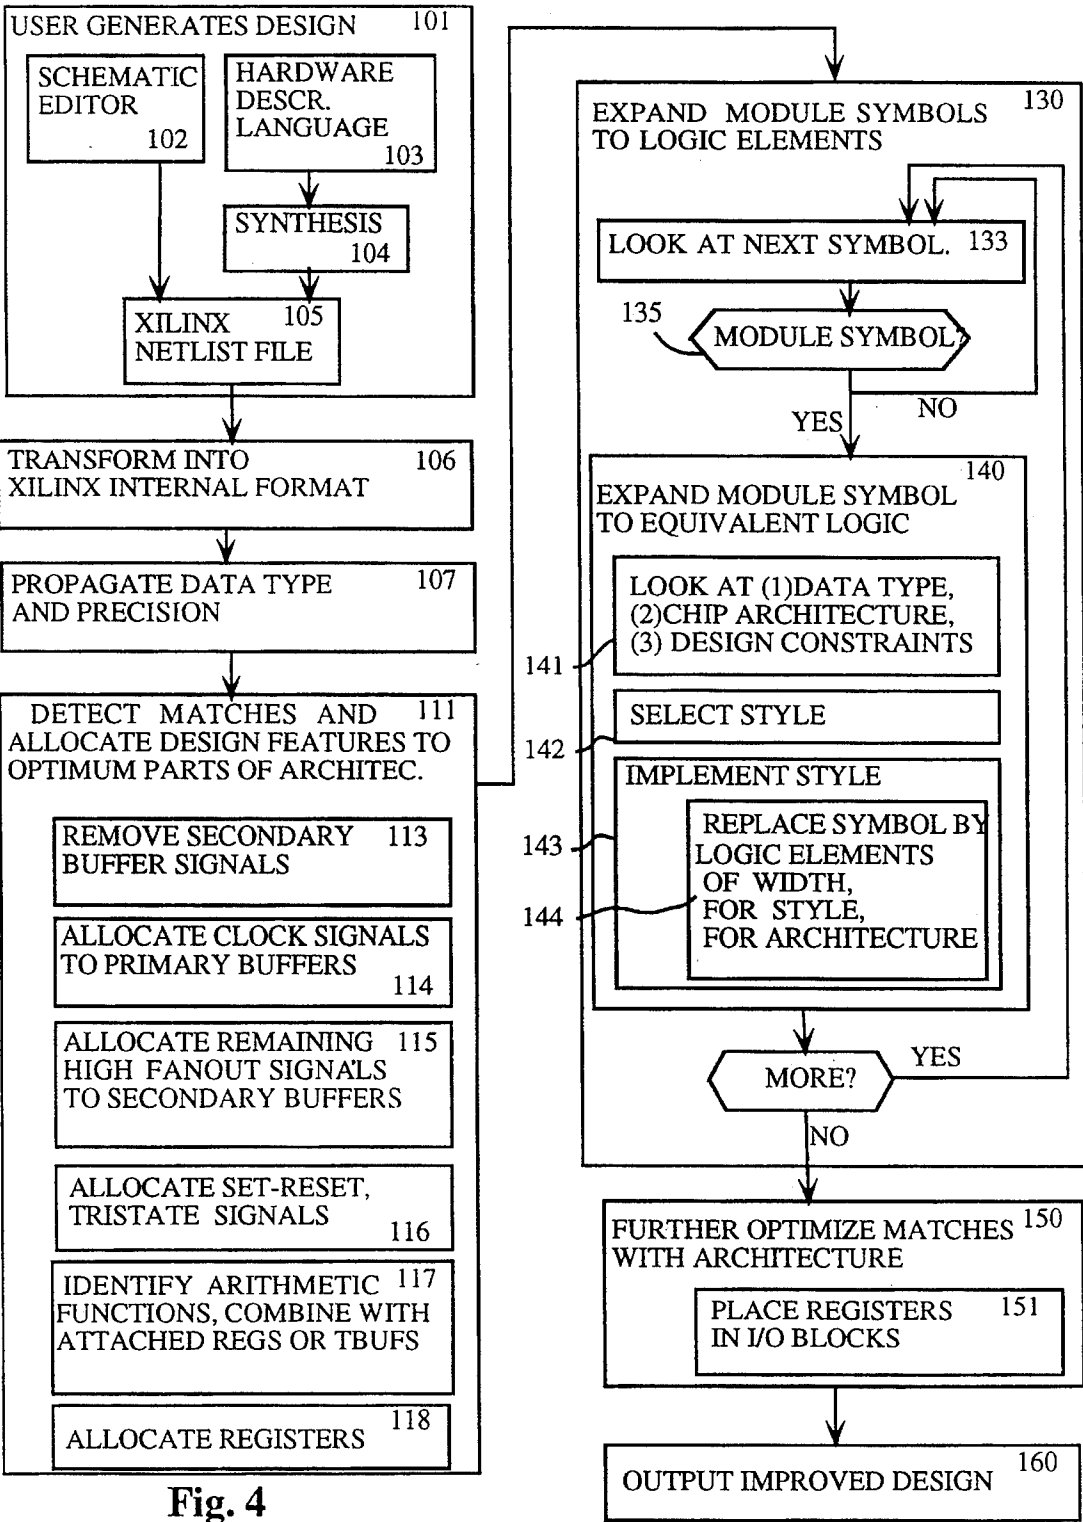 USER GENERATES DESIGN 101
SCHEMATIC
EDITOR
102
HARDWARE
DESCR.
LANGUAGE
103
SYNTHESIS
104
105
XILINX
NETLIST FILE
TRANSFORM INTO 106
XILINX INTERNAL FORMAT
PROPAGATE DATA TYPE 107
AND PRECISION
DETECT MATCHES AND 111
ALLOCATE DESIGN FEATURES TO
OPTIMUM PARTS OF ARCHITEC.
REMOVE SECONDARY 113
BUFFER SIGNALS
ALLOCATE CLOCK SIGNALS
TO PRIMARY BUFFERS
114
ALLOCATE REMAINING 115
HIGH FANOUT SIGNALS
TO SECONDARY BUFFERS
ALLOCATE SET-RESET,
TRISTATE SIGNALS
116
IDENTIFY ARITHMETIC 117
FUNCTIONS, COMBINE WITH
ATTACHED REGS OR TBUFS
118
ALLOCATE REGISTERS
Fig. 4
130
EXPAND MODULE SYMBOLS
TO LOGIC ELEMENTS
LOOK AT NEXT SYMBOL. 133
135
MODULE SYMBOL?
NO
YES
140
EXPAND MODULE SYMBOL
TO EQUIVALENT LOGIC
LOOK AT (1)DATA TYPE,
(2)CHIP ARCHITECTURE,
(3) DESIGN CONSTRAINTS
141
SELECT STYLE
142
IMPLEMENT STYLE
143
REPLACE SYMBOL BY
LOGIC ELEMENTS
OF WIDTH,
FOR STYLE,
FOR ARCHITECTURE
144
MORE?
YES
NO
FURTHER OPTIMIZE MATCHES 150
WITH ARCHITECTURE
PLACE REGISTERS 151
IN I/O BLOCKS
OUTPUT IMPROVED DESIGN 160